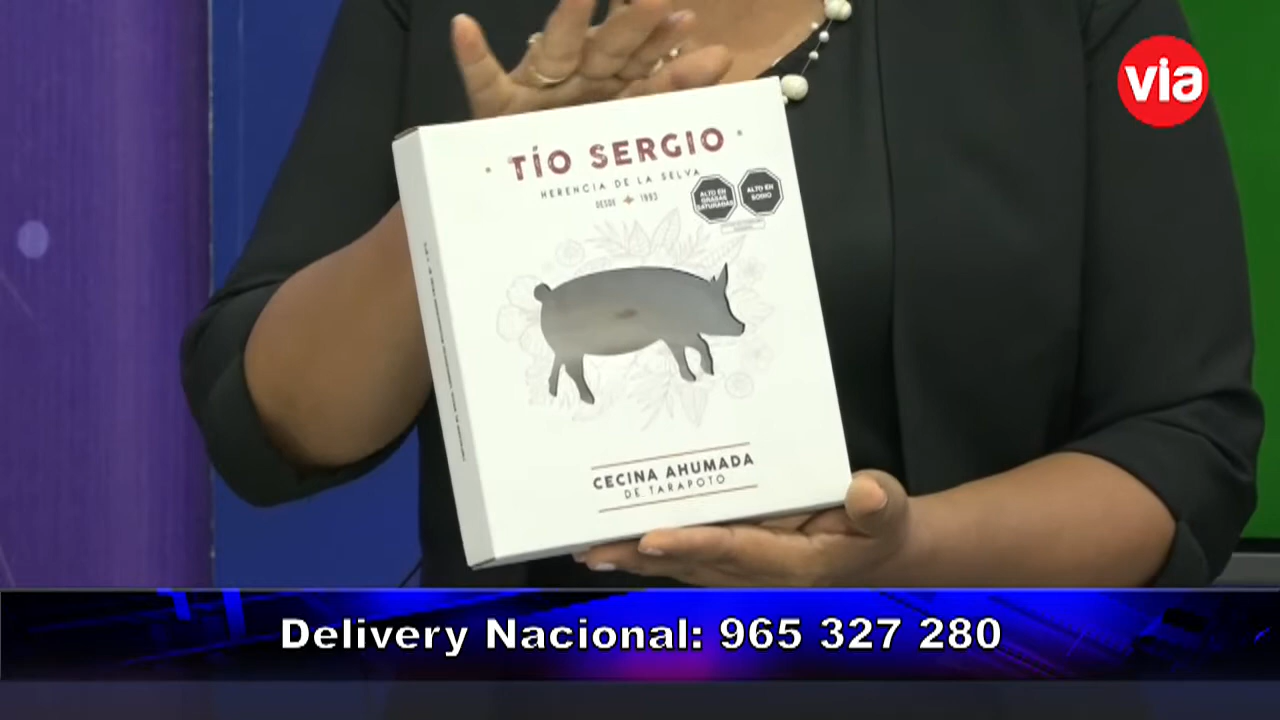 via
· TÍO SERGIO ·
HERENCIA DE LA SELVA
DESDE 1993
ALTO EN
GRASAS
SATURADAS
ALTO EN
SODIO
CECINA AHUMADA
DE TARAPOTO
Delivery Nacional: 965 327 280